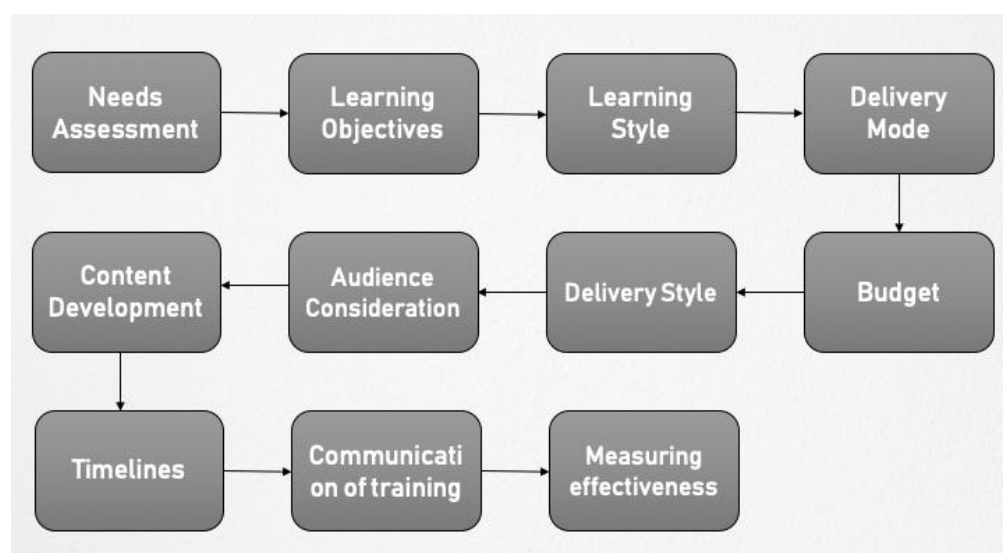 Needs
Assessment
Learning
Objectives
Learning
Style
Delivery
Mode
Budget
Delivery Style
Audience
Consideration
Content
Development
Timelines
Communicati
on of training
Measuring
effectiveness